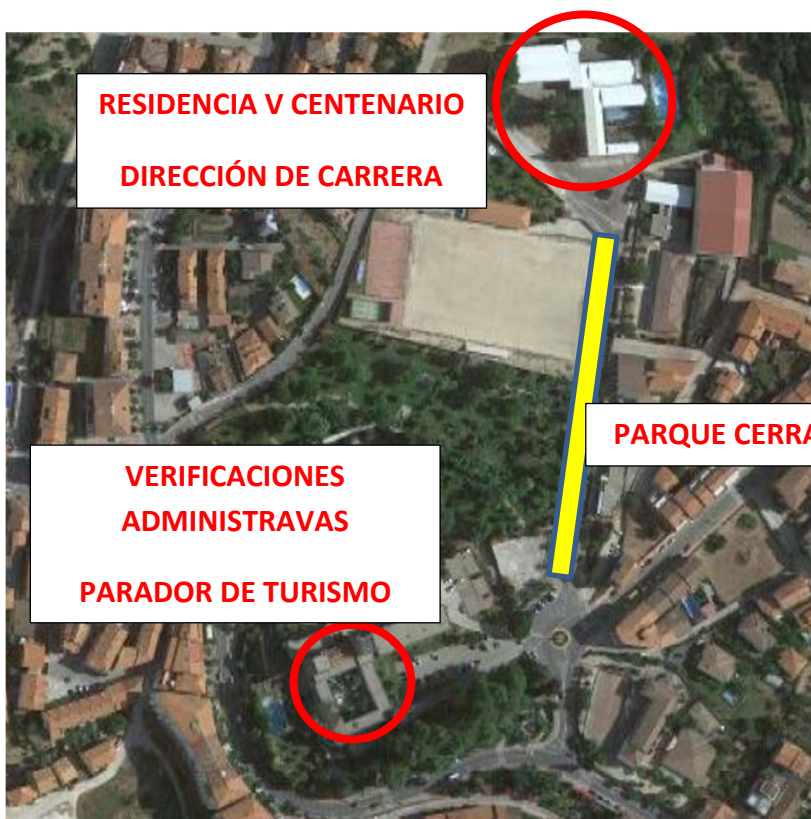 RESIDENCIA V CENTENARIO
DIRECCIÓN DE CARRERA
PARQUE CERRA
VERIFICACIONES
ADMINISTRAVAS
PARADOR DE TURISMO